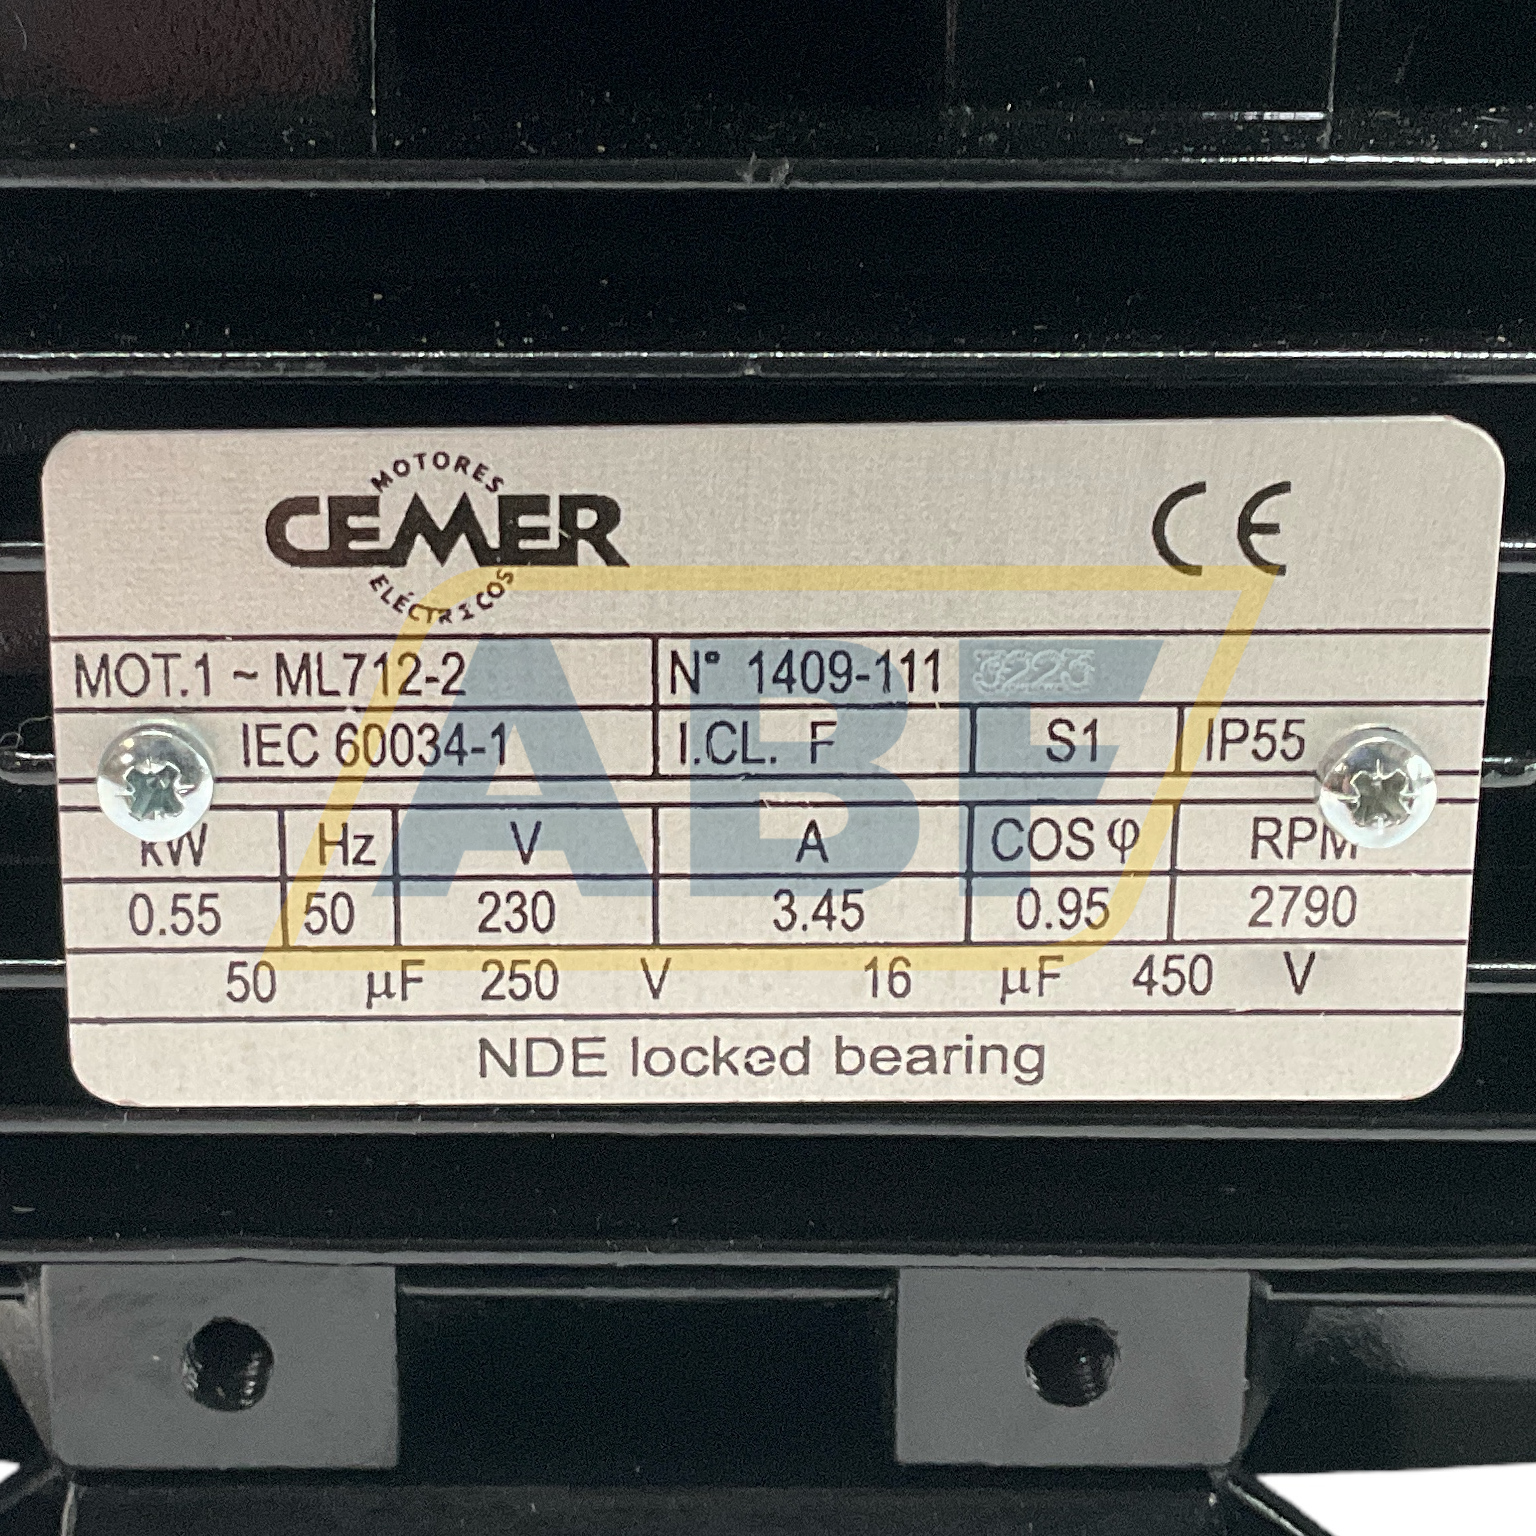 MOTORES
CEMER
ELÉCTRICOS
CE
MOT.1 ~ ML712-2 N° 1409-111 3223
IEC 60034-1 I.CL. F S1 IP55
kW Hz V A COS φ RPM
0.55 50 230 3.45 0.95 2790
50 µF 250 V 16 µF 450 V
NDE locked bearing
ABF